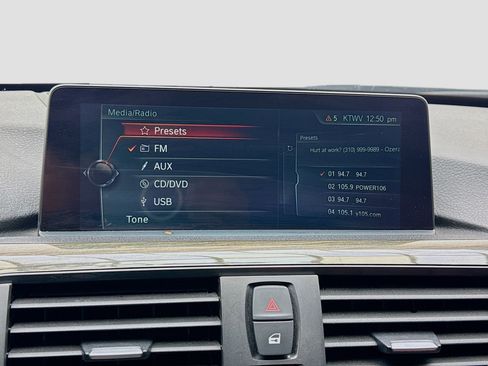 Media/Radio
5 KTWV 12:50 pm
Presets
FM
AUX
CD/DVD
USB
Tone
Presets
Hurt at work? (310) 999-9989 - Ozera
01 94.7 94.7
02 105.9 POWER106
03 94.7 94.7
04 105.1 y105.com